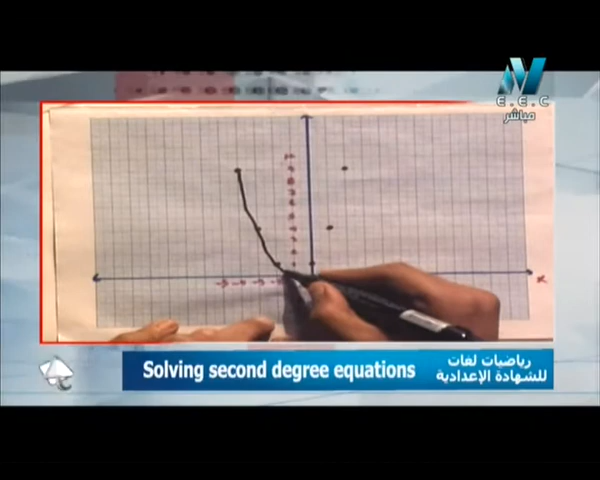 E.E.C
مباشر
Solving second degree equations
رياضيات لغات
للشهادة الإعدادية